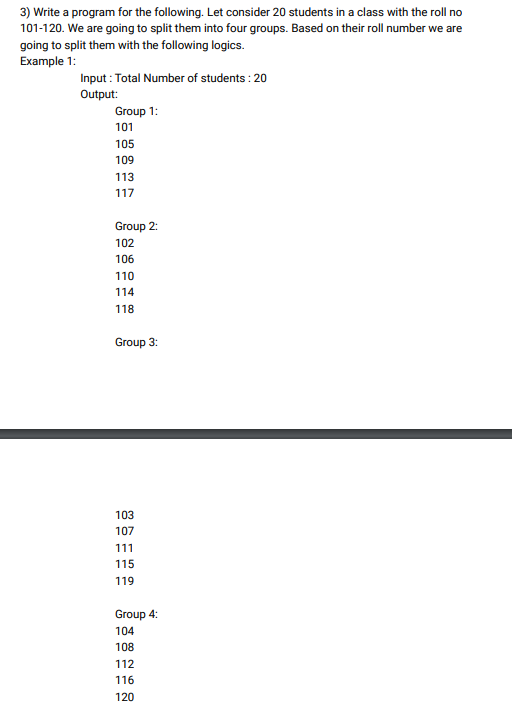 3) Write a program for the following. Let consider 20 students in a class with the roll no
101-120. We are going to split them into four groups. Based on their roll number we are
going to split them with the following logics.
Example 1:
Input : Total Number of students : 20
Output:
Group 1:
101
105
109
113
117
Group 2:
102
106
110
114
118
Group 3:
103
107
111
115
119
Group 4:
104
108
112
116
120